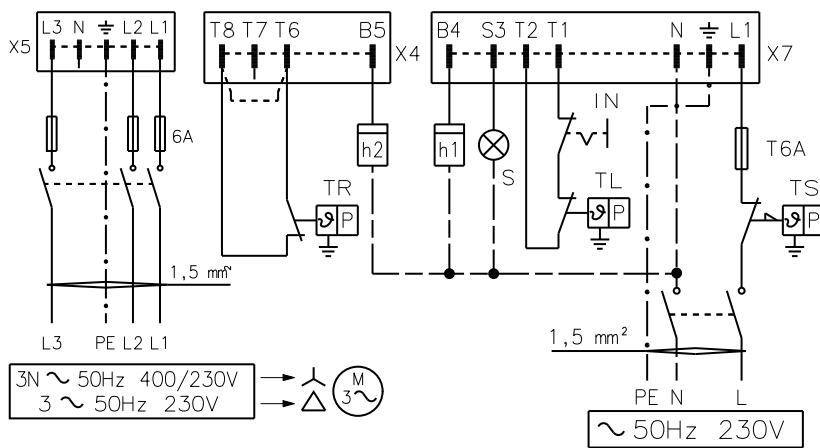 X5
L3 N L2 L1
6A
1,5 mm²
L3 PE L2 L1
3N ~ 50Hz 400/230V
3 ~ 50Hz 230V
M
3~
T8 T7 T6 B5
X4
h2
TR
ϑ P
B4 S3 T2 T1 N L1
X7
h1
S
IN
TL
ϑ P
T6A
TS
ϑ P
1,5 mm²
PE N L
~ 50Hz 230V